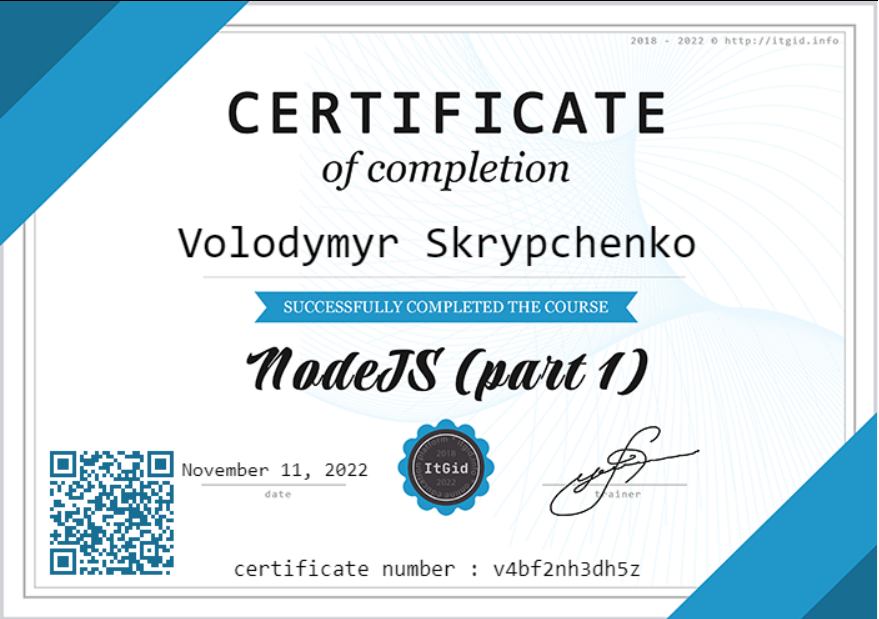 2018 - 2022 © http://itgid.info
CERTIFICATE
of completion
Volodymyr Skrypchenko
SUCCESSFULLY COMPLETED THE COURSE
NodeJS (part 1)
November 11, 2022
date
2018
ItGid
2022
trainer
certificate number : v4bf2nh3dh5z